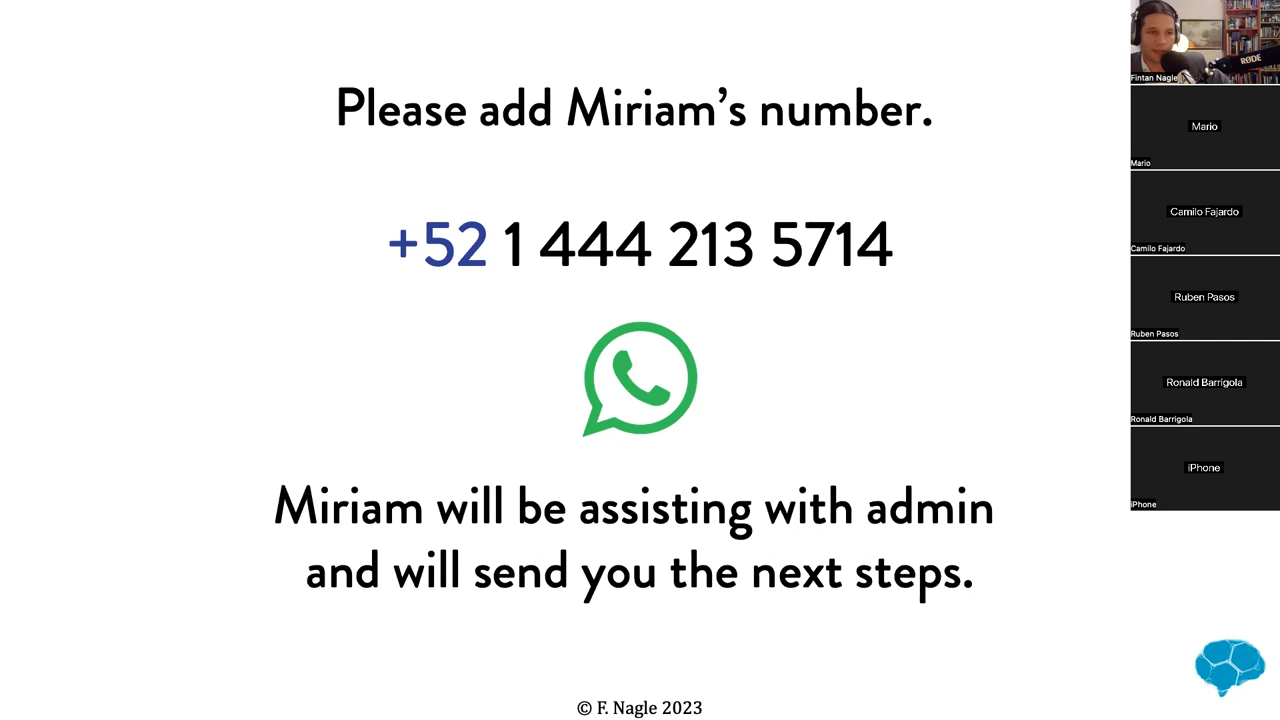 Please add Miriam’s number.
+52 1 444 213 5714
Miriam will be assisting with admin
and will send you the next steps.
© F. Nagle 2023
RØDE
Fintan Nagle
Mario
Mario
Camilo Fajardo
Camilo Fajardo
Ruben Pasos
Ruben Pasos
Ronald Barrigola
Ronald Barrigola
iPhone
iPhone